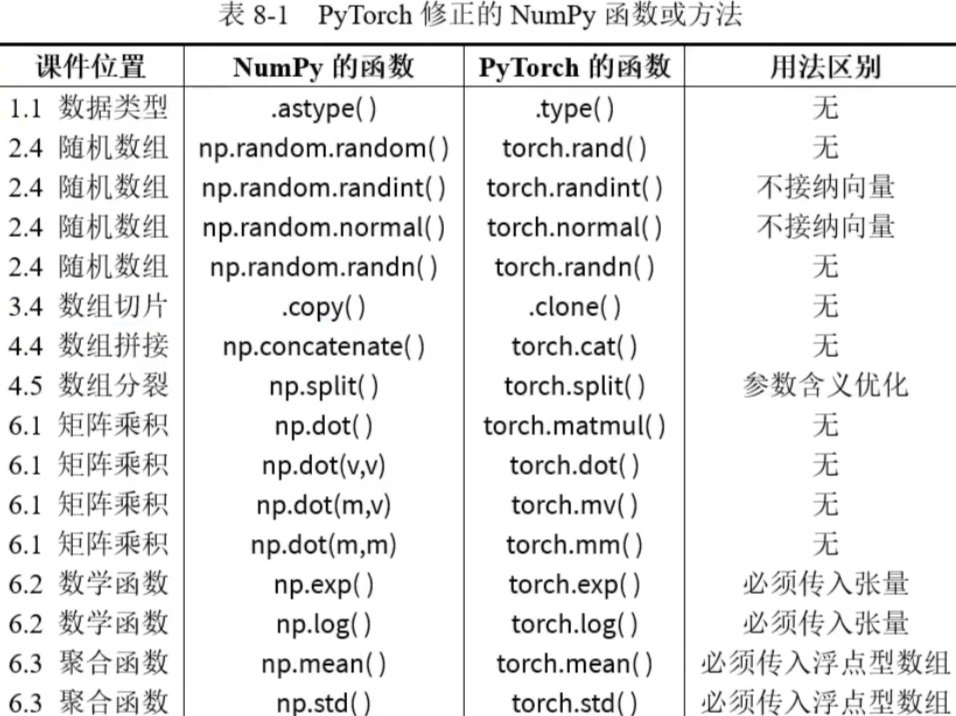 表 8-1 PyTorch 修正的 NumPy 函数或方法
课件位置 NumPy 的函数 PyTorch 的函数 用法区别
1.1 数据类型 .astype( ) .type( ) 无
2.4 随机数组 np.random.random( ) torch.rand( ) 无
2.4 随机数组 np.random.randint( ) torch.randint( ) 不接纳向量
2.4 随机数组 np.random.normal( ) torch.normal( ) 不接纳向量
2.4 随机数组 np.random.randn( ) torch.randn( ) 无
3.4 数组切片 .copy( ) .clone( ) 无
4.4 数组拼接 np.concatenate( ) torch.cat( ) 无
4.5 数组分裂 np.split( ) torch.split( ) 参数含义优化
6.1 矩阵乘积 np.dot( ) torch.matmul( ) 无
6.1 矩阵乘积 np.dot(v,v) torch.dot( ) 无
6.1 矩阵乘积 np.dot(m,v) torch.mv( ) 无
6.1 矩阵乘积 np.dot(m,m) torch.mm( ) 无
6.2 数学函数 np.exp( ) torch.exp( ) 必须传入张量
6.2 数学函数 np.log( ) torch.log( ) 必须传入张量
6.3 聚合函数 np.mean( ) torch.mean( ) 必须传入浮点型数组
6.3 聚合函数 np.std( ) torch.std( ) 必须传入浮点型数组